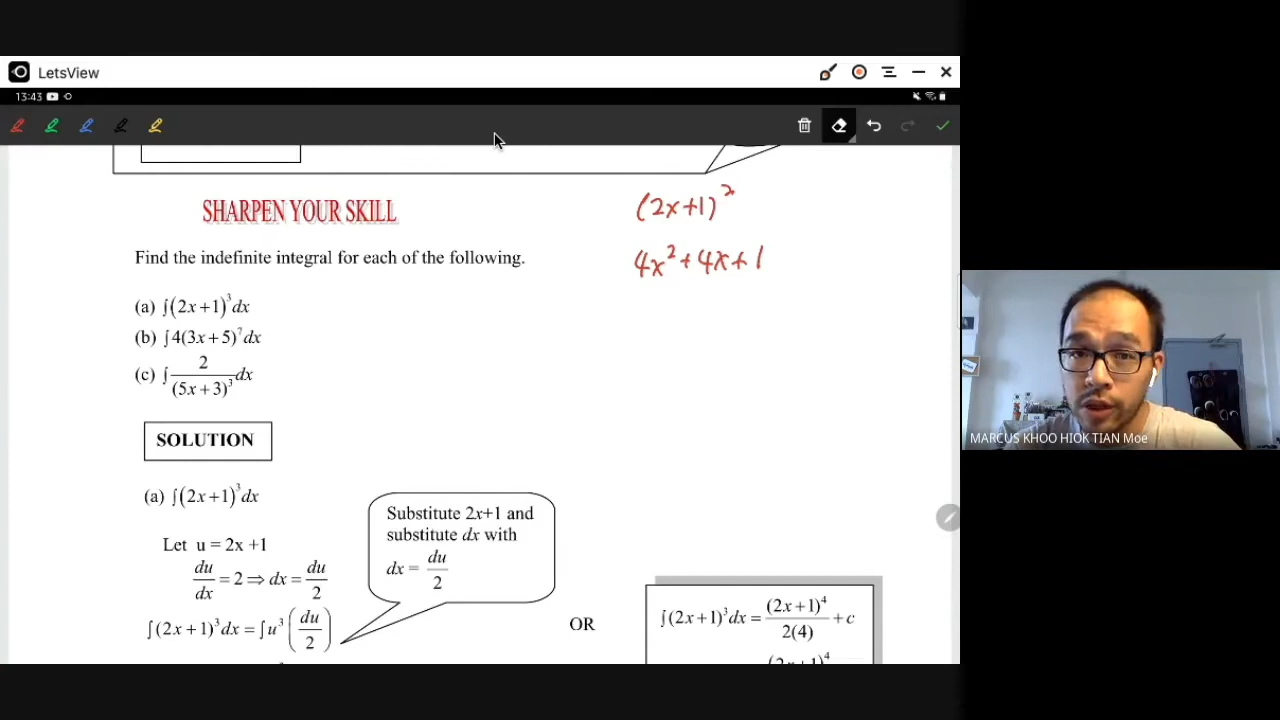 LetsView
13:43
SHARPEN YOUR SKILL
(2x+1)²
4x²+4x+1
Find the indefinite integral for each of the following.
(a) ∫(2x+1)³dx
(b) ∫4(3x+5)⁷dx
(c) ∫ 2/(5x+3)³ dx
SOLUTION
(a) ∫(2x+1)³dx
Let u = 2x +1
du/dx = 2 ⇒ dx = du/2
∫(2x+1)³dx = ∫u³(du/2)
Substitute 2x+1 and
substitute dx with
dx = du/2
OR
∫(2x+1)³dx = (2x+1)⁴/2(4) + c
MARCUS KHOO HIOK TIAN Moe